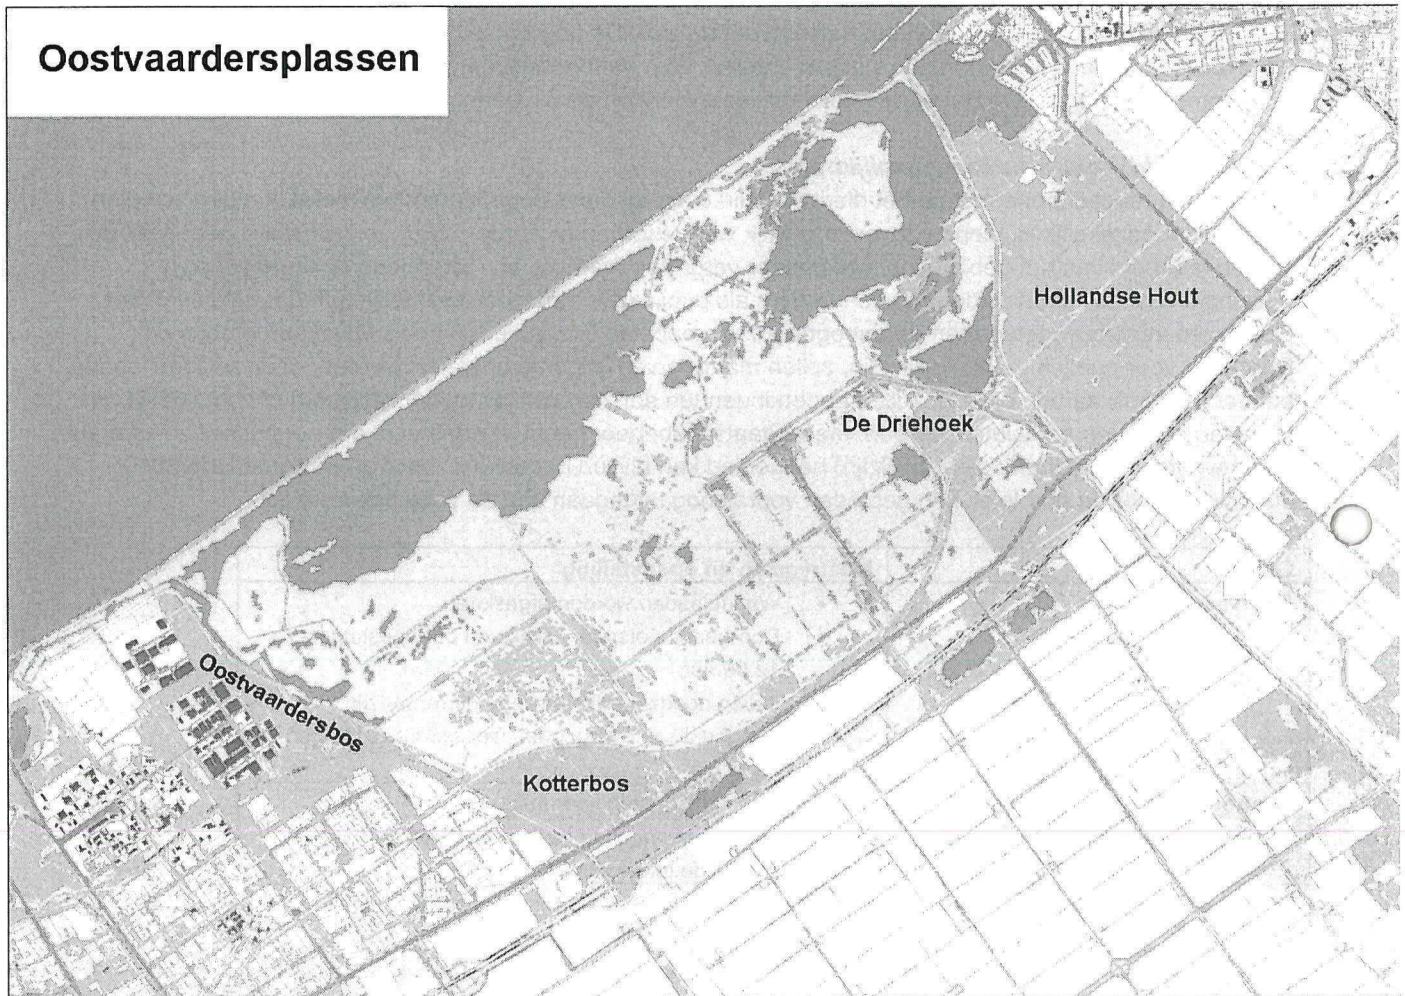 Oostvaardersplassen
Hollandse Hout
De Driehoek
Oostvaardersbos
Kotterbos